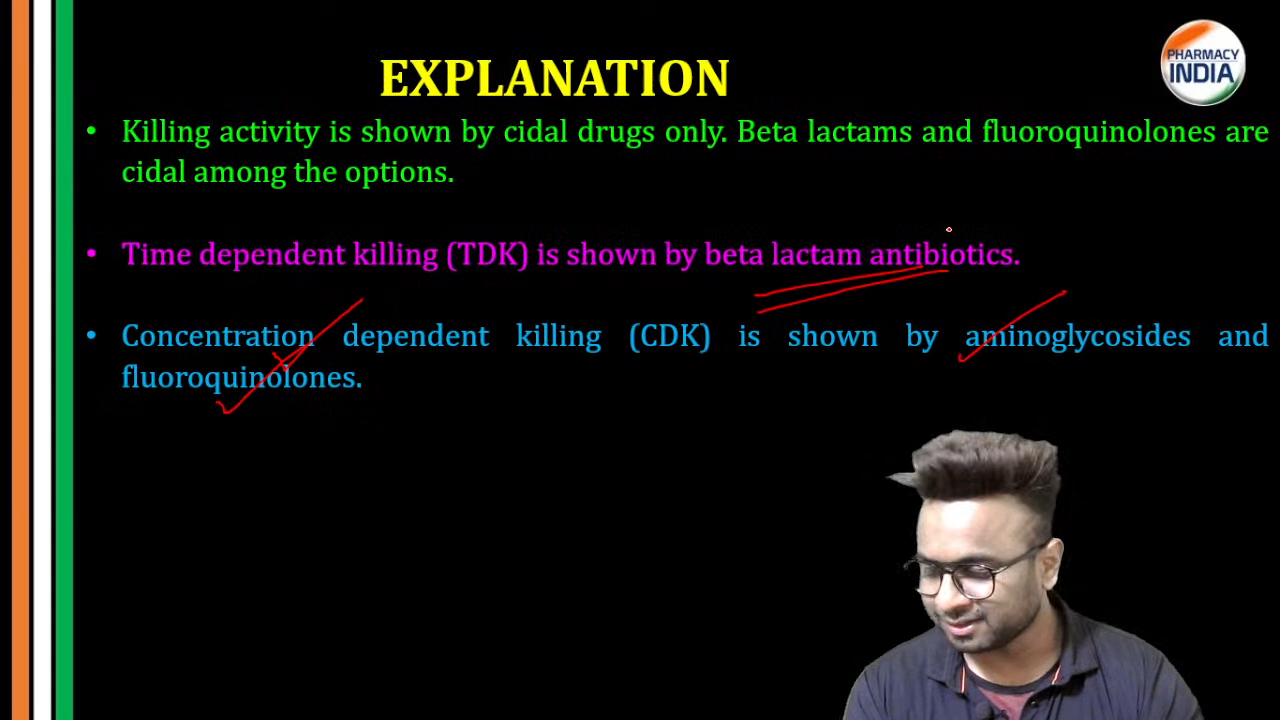 PHARMACY
INDIA
EXPLANATION
• Killing activity is shown by cidal drugs only. Beta lactams and fluoroquinolones are
cidal among the options.
• Time dependent killing (TDK) is shown by beta lactam antibiotics.
• Concentration dependent killing (CDK) is shown by aminoglycosides and
fluoroquinolones.